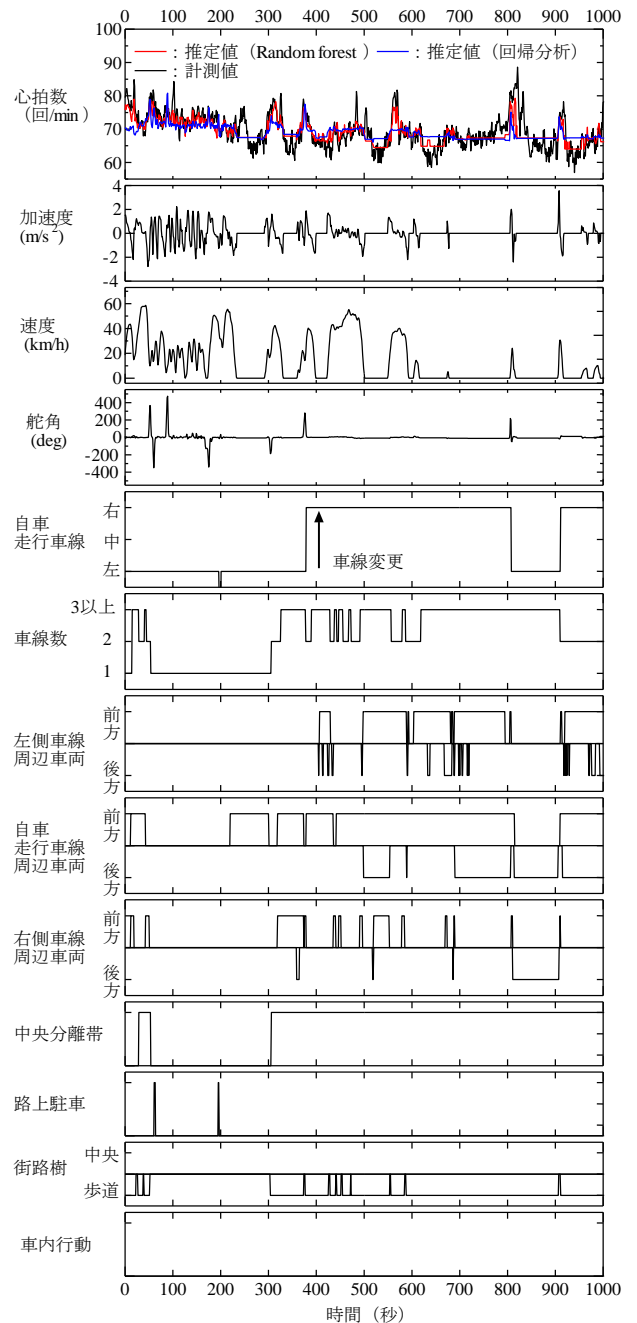 0 100 200 300 400 500 600 700 800 900 1000
100
90
80
70
60
心拍数
（回/min）
：推定値（Random forest ）
：推定値（回帰分析）
：計測値
4
2
0
-2
-4
加速度
(m/s2)
60
40
20
0
速度
(km/h)
400
200
0
-200
-400
舵角
(deg)
自車
走行車線
右
中
左
車線変更
車線数
3以上
2
1
左側車線
周辺車両
前方
後方
自車
走行車線
周辺車両
前方
後方
右側車線
周辺車両
前方
後方
中央分離帯
路上駐車
街路樹
中央
歩道
車内行動
0 100 200 300 400 500 600 700 800 900 1000
時間（秒）